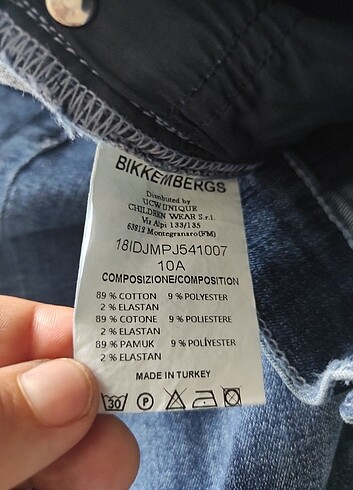 BIKKEMBERGS
Distributed by
UCW UNIQUE
CHILDREN WEAR S.r.l.
Via Alpi 133/135
63812 Montegranaro(FM)
18IDJMPJ541007
10A
COMPOSIZIONE/COMPOSITION
89 % COTTON 9 % POLYESTER
2 % ELASTAN
89 % COTONE 9 % POLIESTERE
2 % ELASTAN
89 % PAMUK 9 % POLİYESTER
2 % ELASTAN
MADE IN TURKEY
30 P